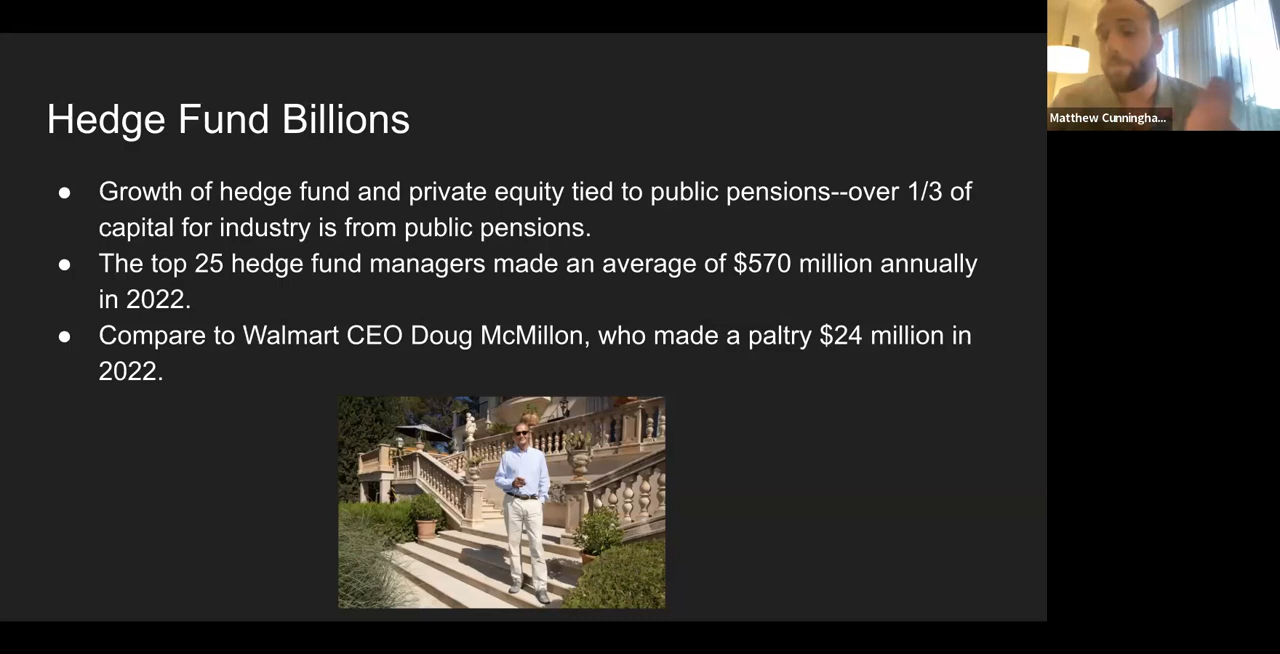 Hedge Fund Billions
● Growth of hedge fund and private equity tied to public pensions--over 1/3 of
capital for industry is from public pensions.
● The top 25 hedge fund managers made an average of $570 million annually
in 2022.
● Compare to Walmart CEO Doug McMillon, who made a paltry $24 million in
2022.
Matthew Cunningha...